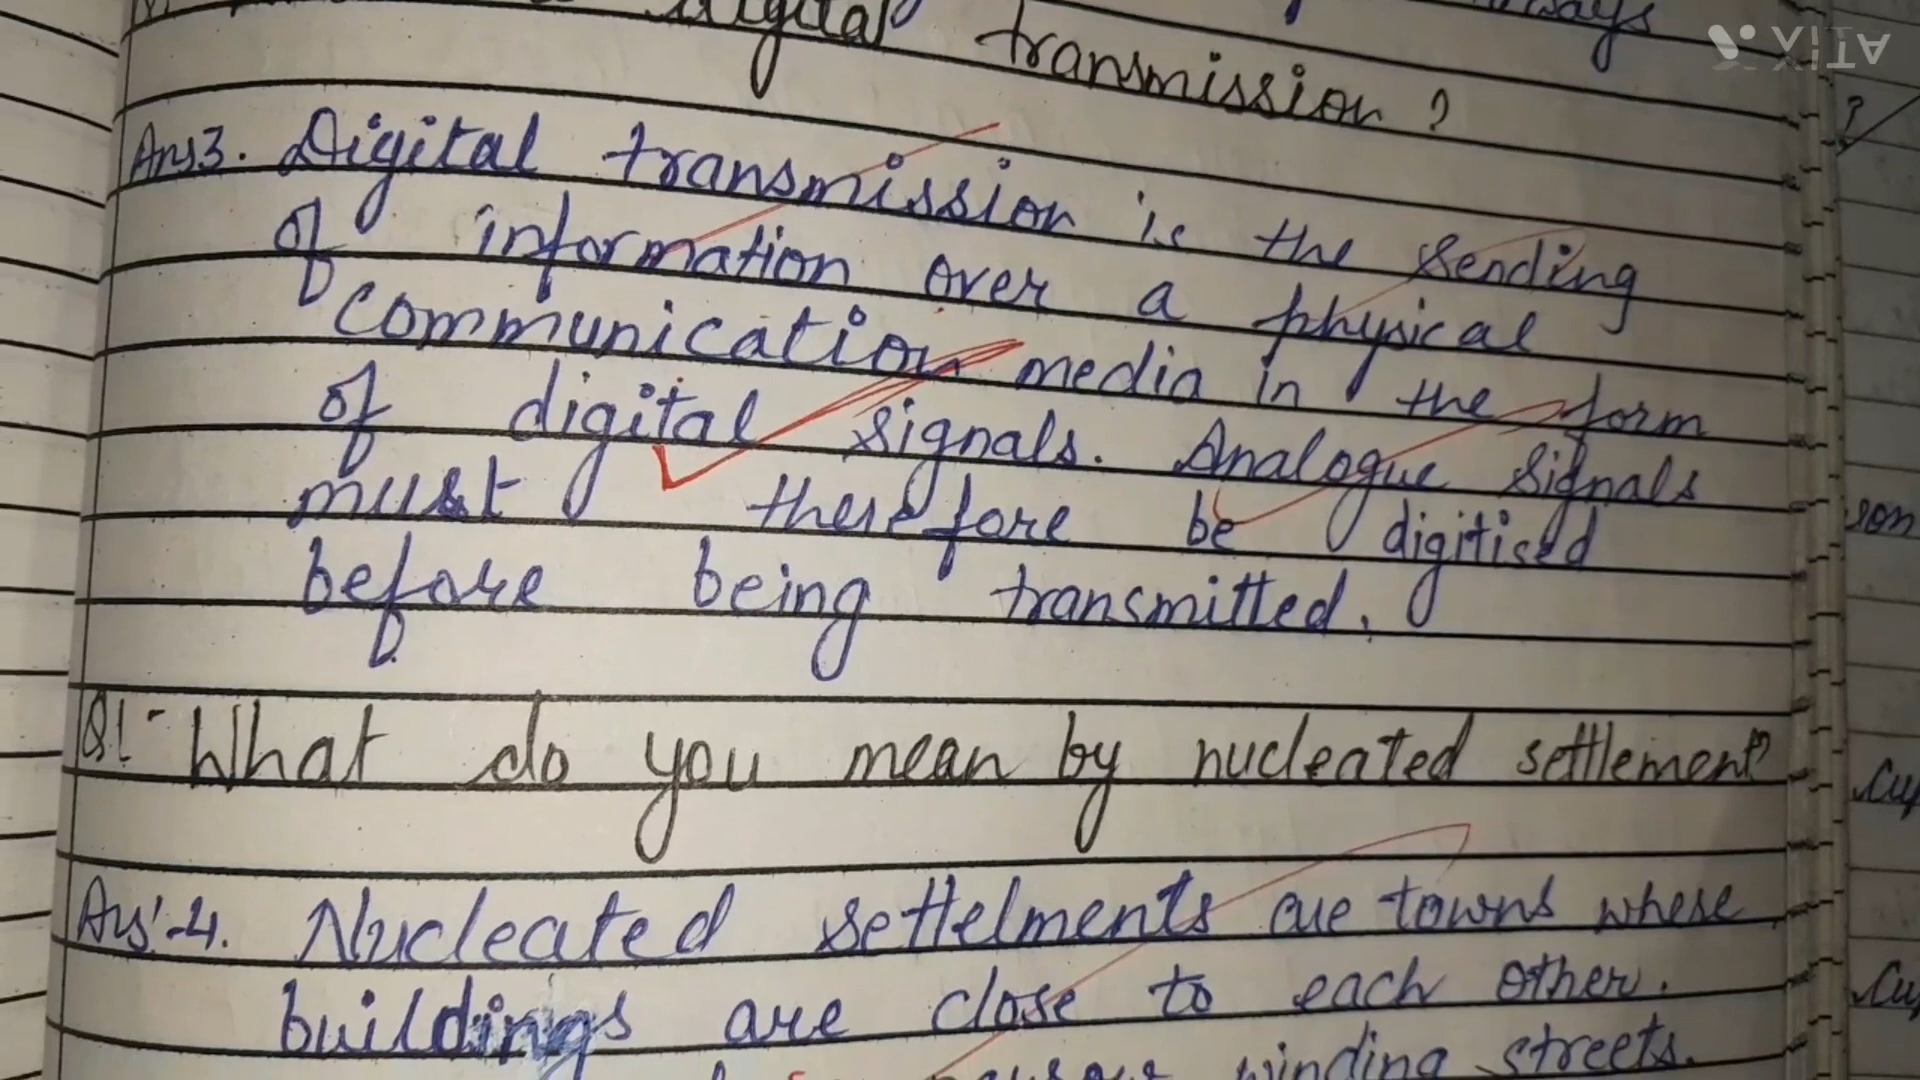 digital transmission ?
Ans3. Digital transmission is the sending
of information over a physical
communication media in the form
of digital signals. Analogue signals
must therefore be digitised
before being transmitted.
Q! - What do you mean by nucleated settlement?
Ans'-4. Nucleated settelments are towns whese
buildings are close to each other.
winding streets.
VITA